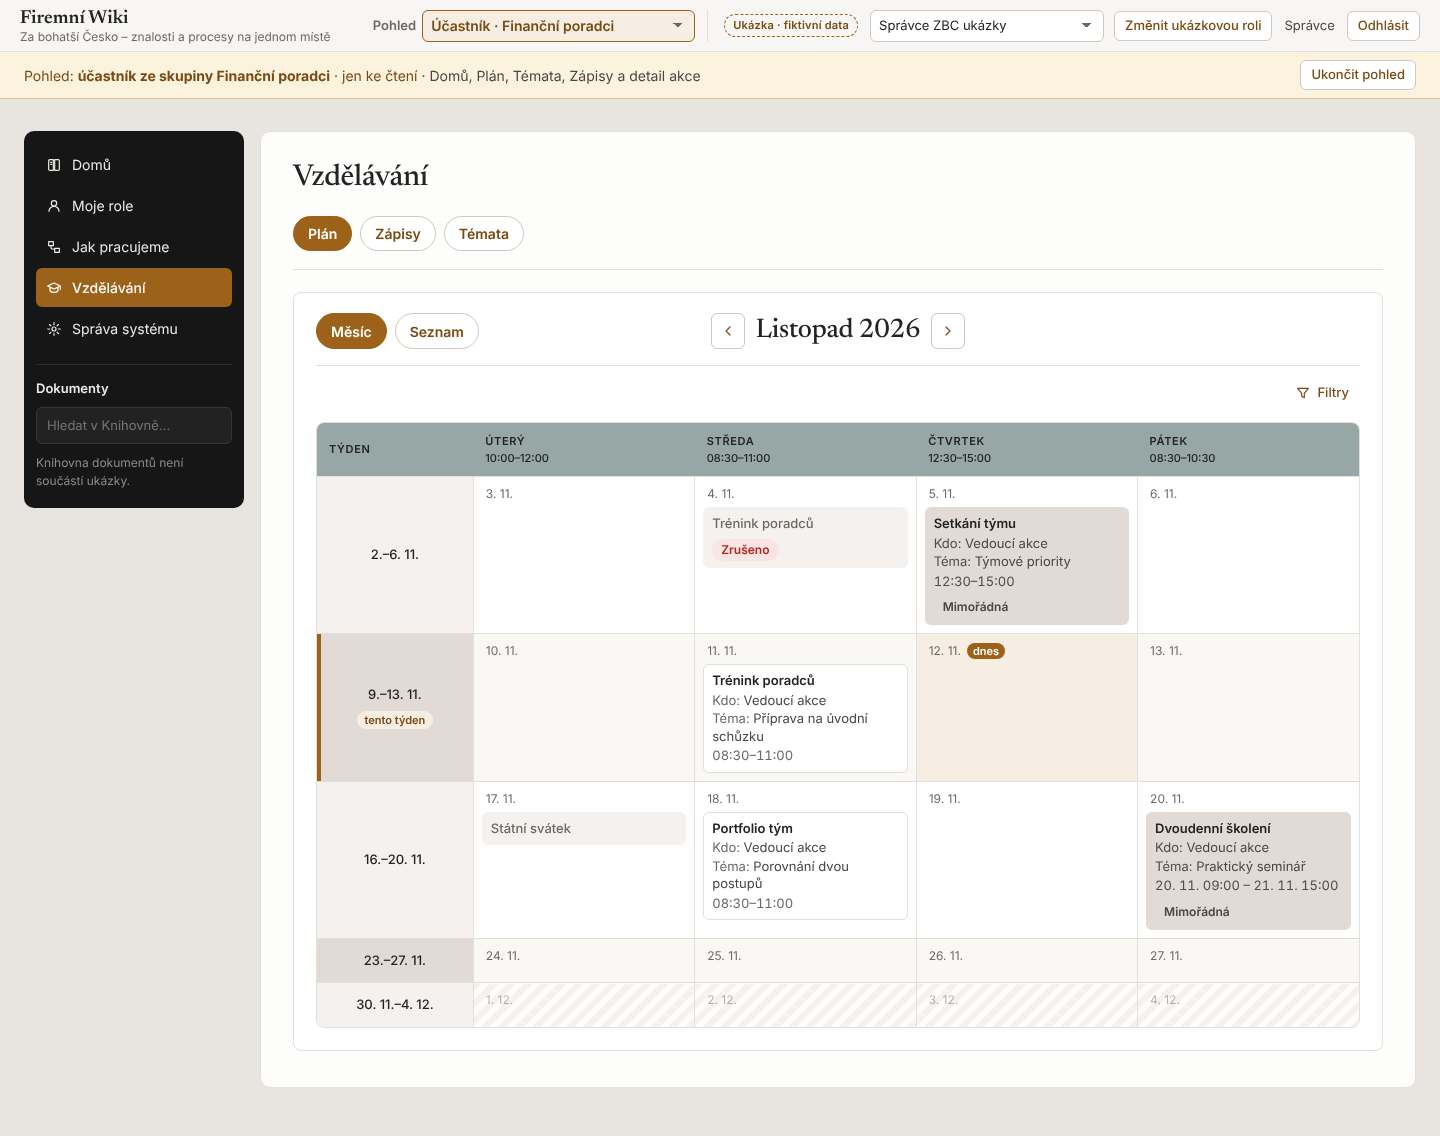 Firemní Wiki
Za bohatší Česko – znalosti a procesy na jednom místě
Pohled
Účastník · Finanční poradci
Ukázka · fiktivní data
Správce ZBC ukázky
Změnit ukázkovou roli
Správce
Odhlásit
Pohled: účastník ze skupiny Finanční poradci · jen ke čtení · Domů, Plán, Témata, Zápisy a detail akce
Ukončit pohled
Domů
Moje role
Jak pracujeme
Vzdělávání
Správa systému
Dokumenty
Hledat v Knihovně...
Knihovna dokumentů není
součástí ukázky.
Vzdělávání
Plán
Zápisy
Témata
Měsíc
Seznam
Listopad 2026
Filtry
TÝDEN
ÚTERÝ
10:00–12:00
STŘEDA
08:30–11:00
ČTVRTEK
12:30–15:00
PÁTEK
08:30–10:30
2.–6. 11.
3. 11.
4. 11.
Trénink poradců
Zrušeno
5. 11.
Setkání týmu
Kdo: Vedoucí akce
Téma: Týmové priority
12:30–15:00
Mimořádná
6. 11.
9.–13. 11.
tento týden
10. 11.
11. 11.
Trénink poradců
Kdo: Vedoucí akce
Téma: Příprava na úvodní
schůzku
08:30–11:00
12. 11. dnes
13. 11.
16.–20. 11.
17. 11.
Státní svátek
18. 11.
Portfolio tým
Kdo: Vedoucí akce
Téma: Porovnání dvou
postupů
08:30–11:00
19. 11.
20. 11.
Dvoudenní školení
Kdo: Vedoucí akce
Téma: Praktický seminář
20. 11. 09:00 – 21. 11. 15:00
Mimořádná
23.–27. 11.
24. 11.
25. 11.
26. 11.
27. 11.
30. 11.–4. 12.
1. 12.
2. 12.
3. 12.
4. 12.